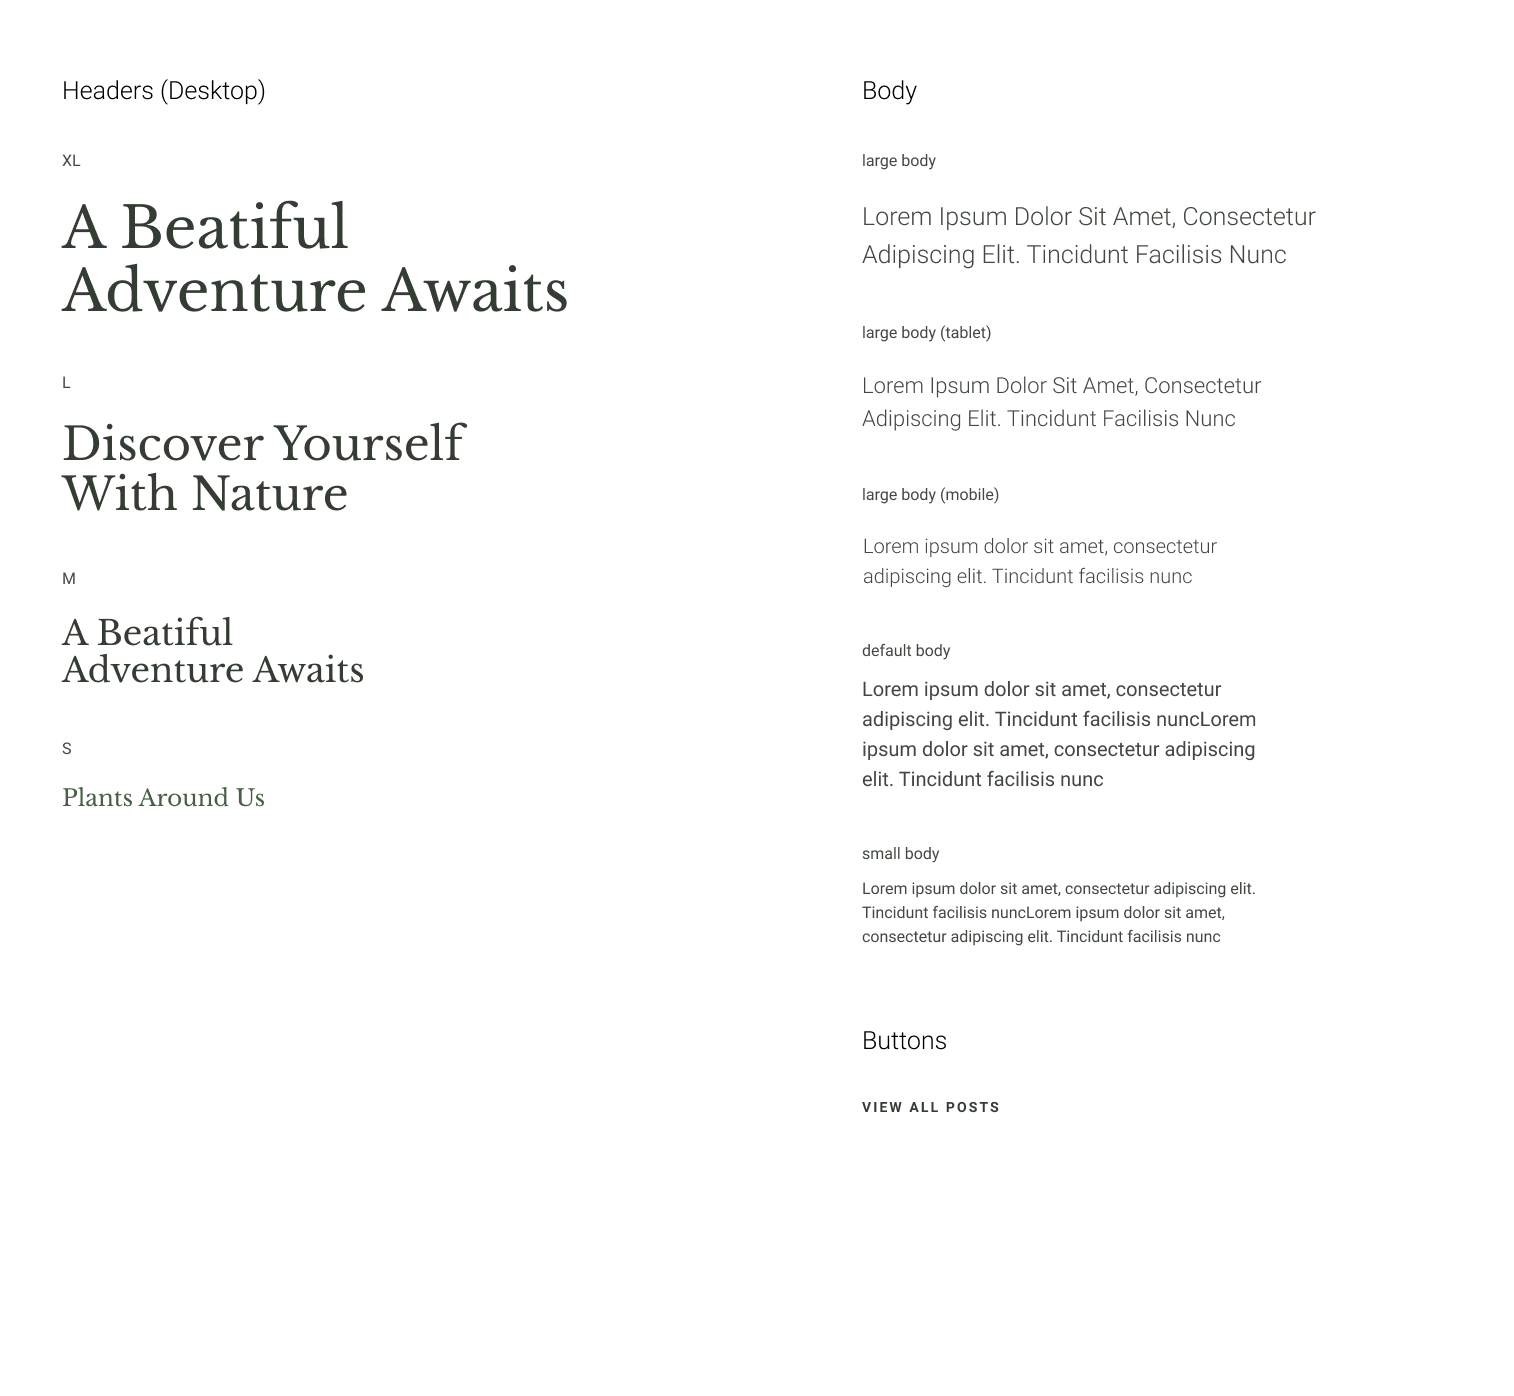 Headers (Desktop)
XL
A Beatiful
Adventure Awaits
L
Discover Yourself
With Nature
M
A Beatiful
Adventure Awaits
S
Plants Around Us
Body
large body
Lorem Ipsum Dolor Sit Amet, Consectetur
Adipiscing Elit. Tincidunt Facilisis Nunc
large body (tablet)
Lorem Ipsum Dolor Sit Amet, Consectetur
Adipiscing Elit. Tincidunt Facilisis Nunc
large body (mobile)
Lorem ipsum dolor sit amet, consectetur
adipiscing elit. Tincidunt facilisis nunc
default body
Lorem ipsum dolor sit amet, consectetur
adipiscing elit. Tincidunt facilisis nuncLorem
ipsum dolor sit amet, consectetur adipiscing
elit. Tincidunt facilisis nunc
small body
Lorem ipsum dolor sit amet, consectetur adipiscing elit.
Tincidunt facilisis nuncLorem ipsum dolor sit amet,
consectetur adipiscing elit. Tincidunt facilisis nunc
Buttons
VIEW ALL POSTS